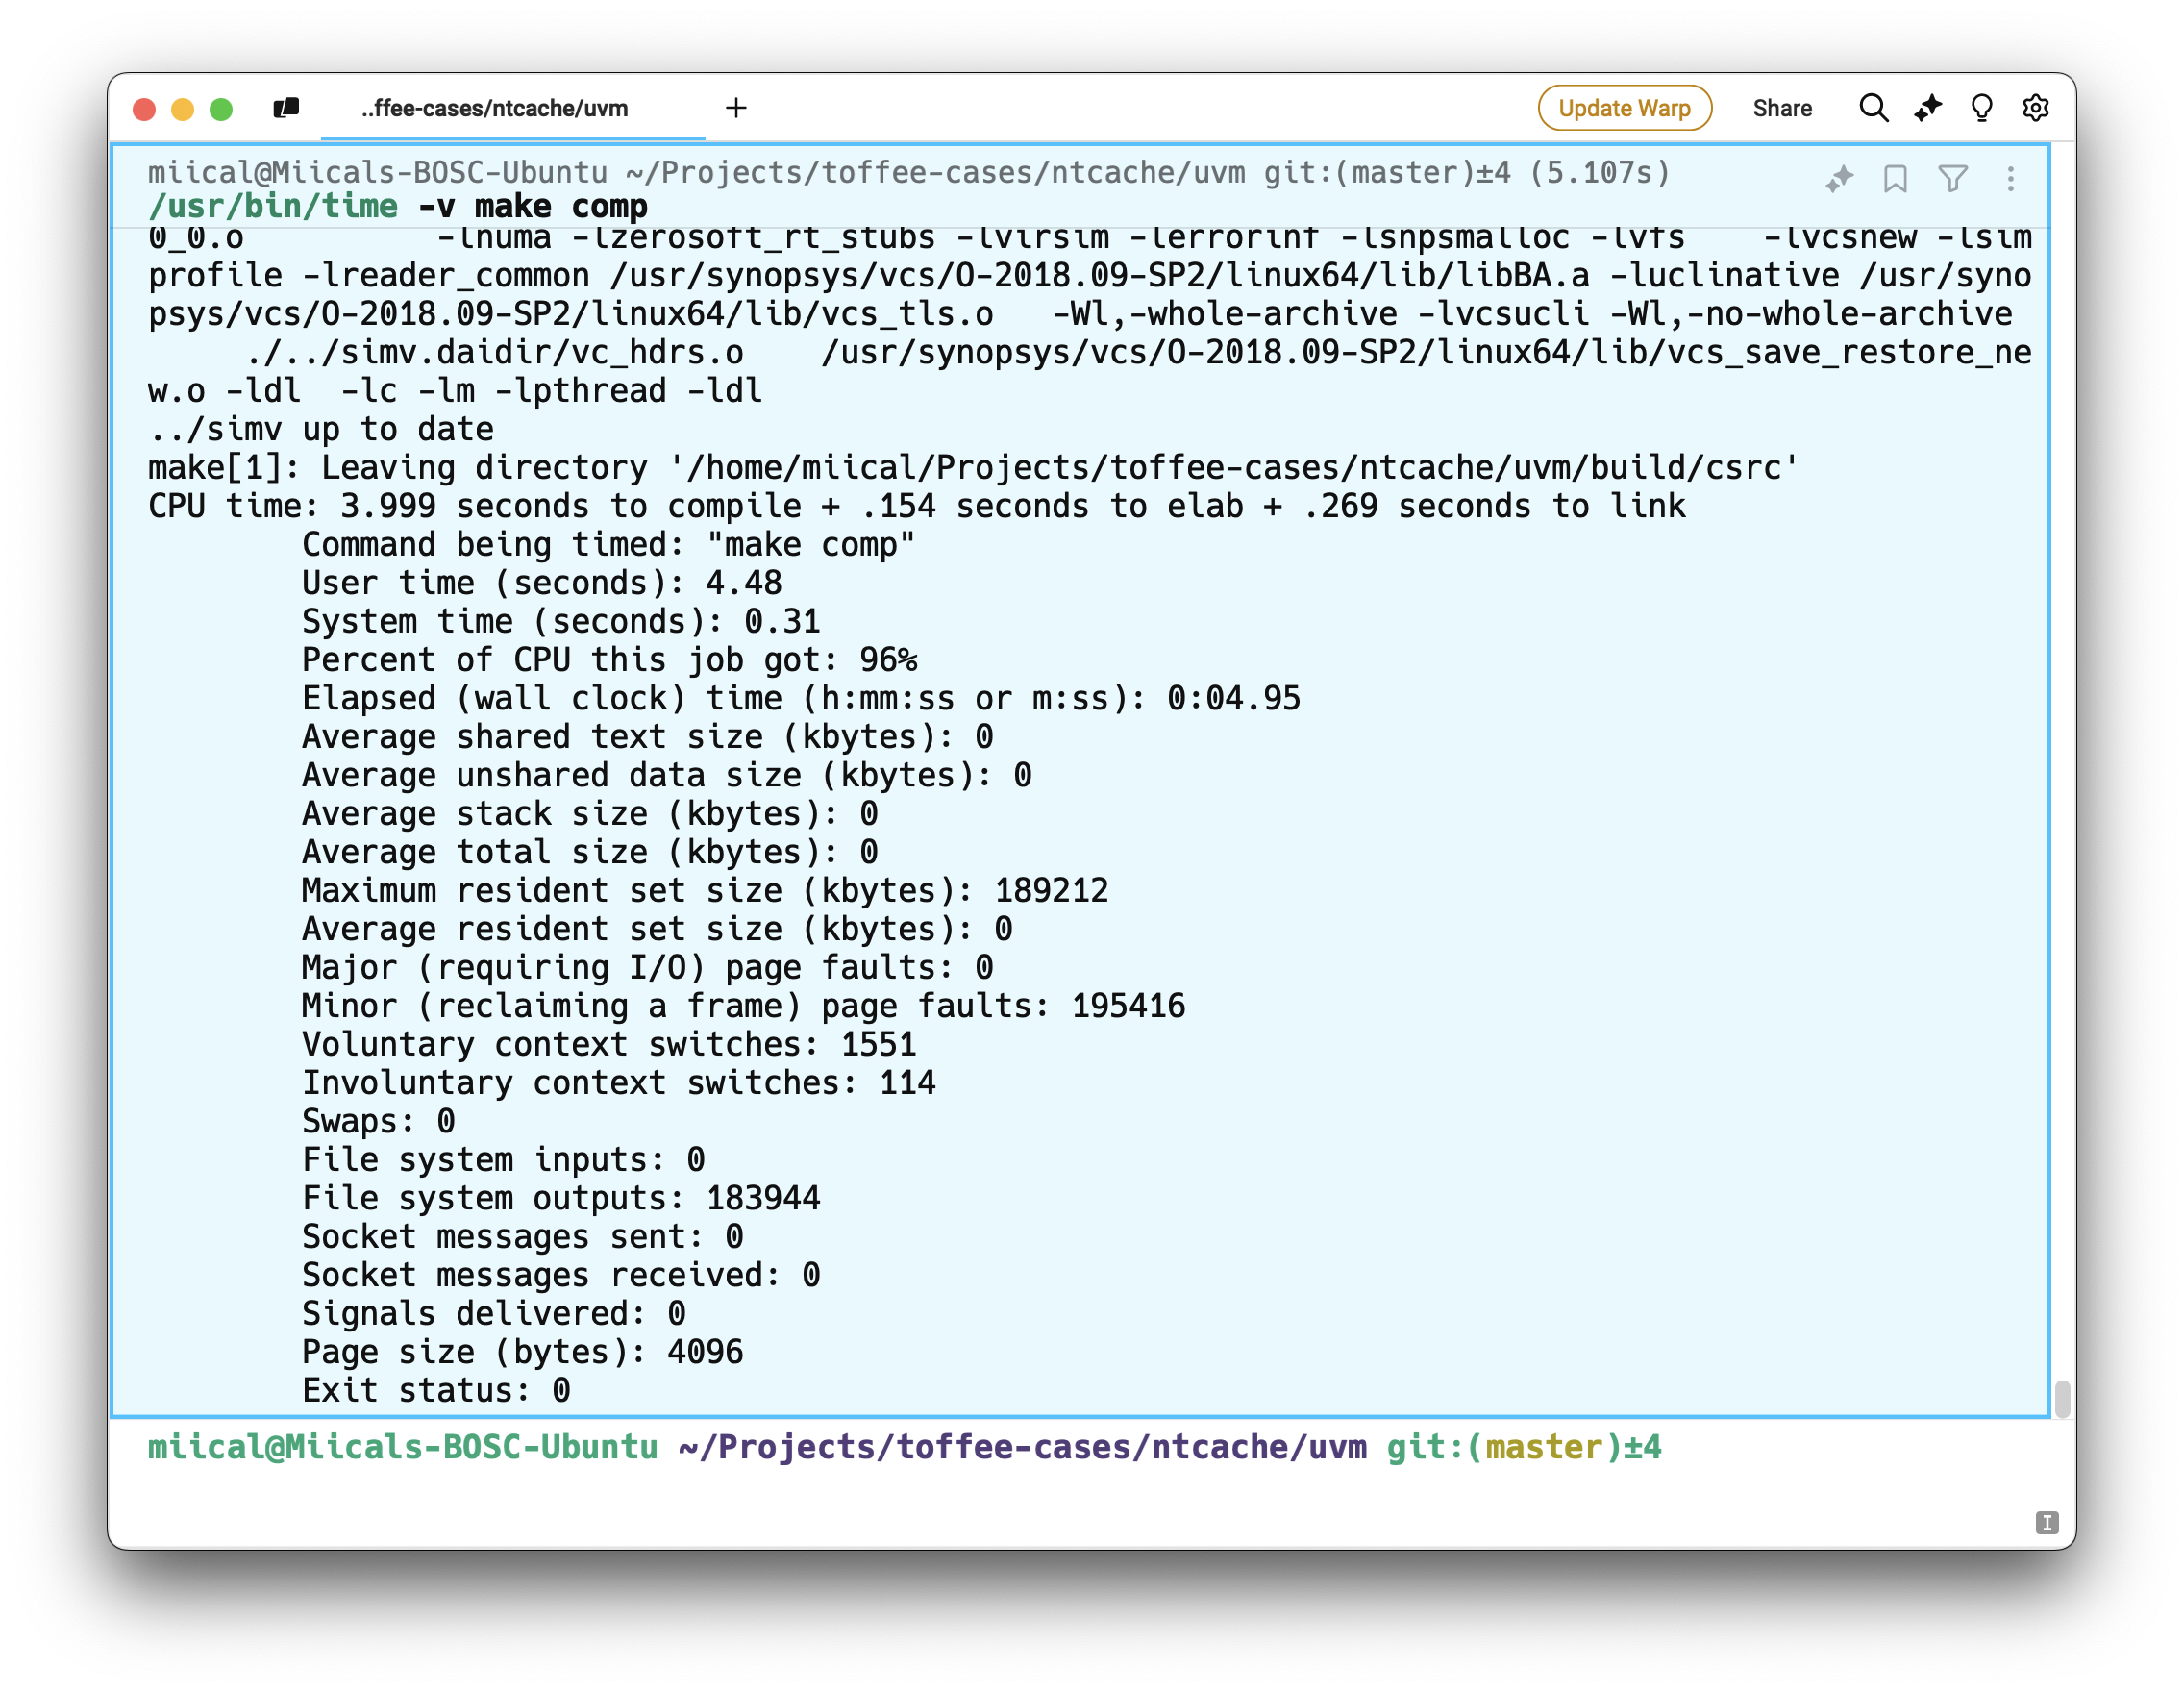 ..ffee-cases/ntcache/uvm
Update Warp
Share
miical@Miicals-BOSC-Ubuntu ~/Projects/toffee-cases/ntcache/uvm git:(master)±4 (5.107s)
/usr/bin/time -v make comp
0_0.o          -lnuma -lzerosoft_rt_stubs -lvirsim -lerrorinf -lsnpsmalloc -lvfs    -lvcsnew -lsim
profile -lreader_common /usr/synopsys/vcs/O-2018.09-SP2/linux64/lib/libBA.a -luclinative /usr/syno
psys/vcs/O-2018.09-SP2/linux64/lib/vcs_tls.o   -Wl,-whole-archive -lvcsucli -Wl,-no-whole-archive
     ./../simv.daidir/vc_hdrs.o    /usr/synopsys/vcs/O-2018.09-SP2/linux64/lib/vcs_save_restore_ne
w.o -ldl  -lc -lm -lpthread -ldl
../simv up to date
make[1]: Leaving directory '/home/miical/Projects/toffee-cases/ntcache/uvm/build/csrc'
CPU time: 3.999 seconds to compile + .154 seconds to elab + .269 seconds to link
        Command being timed: "make comp"
        User time (seconds): 4.48
        System time (seconds): 0.31
        Percent of CPU this job got: 96%
        Elapsed (wall clock) time (h:mm:ss or m:ss): 0:04.95
        Average shared text size (kbytes): 0
        Average unshared data size (kbytes): 0
        Average stack size (kbytes): 0
        Average total size (kbytes): 0
        Maximum resident set size (kbytes): 189212
        Average resident set size (kbytes): 0
        Major (requiring I/O) page faults: 0
        Minor (reclaiming a frame) page faults: 195416
        Voluntary context switches: 1551
        Involuntary context switches: 114
        Swaps: 0
        File system inputs: 0
        File system outputs: 183944
        Socket messages sent: 0
        Socket messages received: 0
        Signals delivered: 0
        Page size (bytes): 4096
        Exit status: 0
miical@Miicals-BOSC-Ubuntu ~/Projects/toffee-cases/ntcache/uvm git:(master)±4